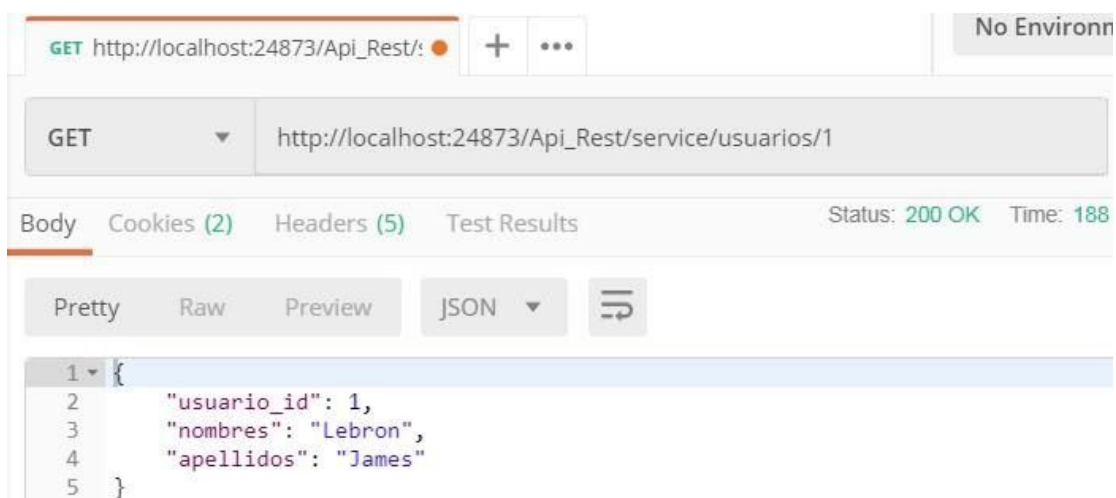 GET http://localhost:24873/Api_Rest/s
No Environm
GET http://localhost:24873/Api_Rest/service/usuarios/1
Body Cookies (2) Headers (5) Test Results Status: 200 OK Time: 188
Pretty Raw Preview JSON
1 {
2 "usuario_id": 1,
3 "nombres": "Lebron",
4 "apellidos": "James"
5 }